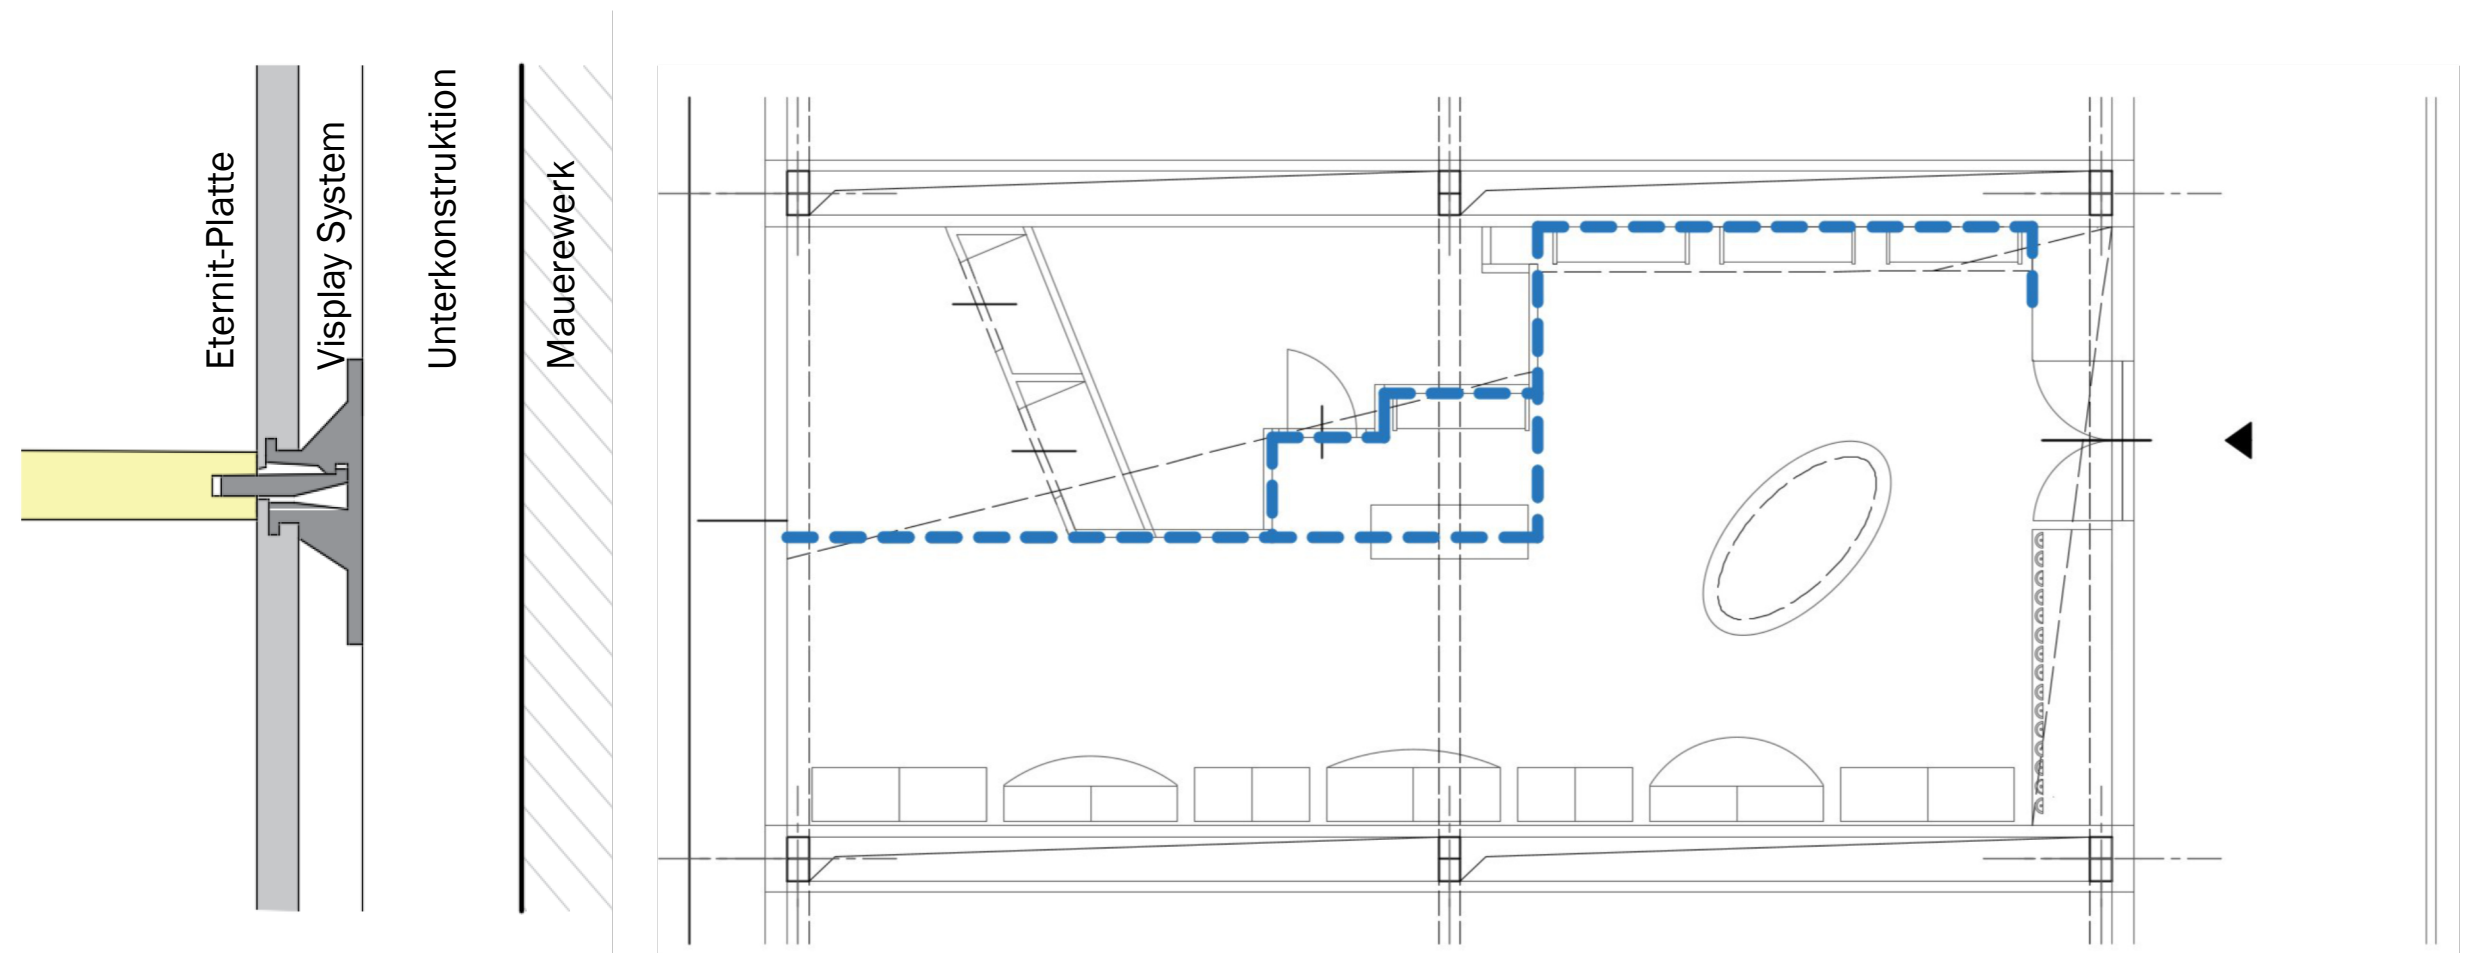 Eternit-Platte
Visplay System
Unterkonstruktion
Mauerewerk